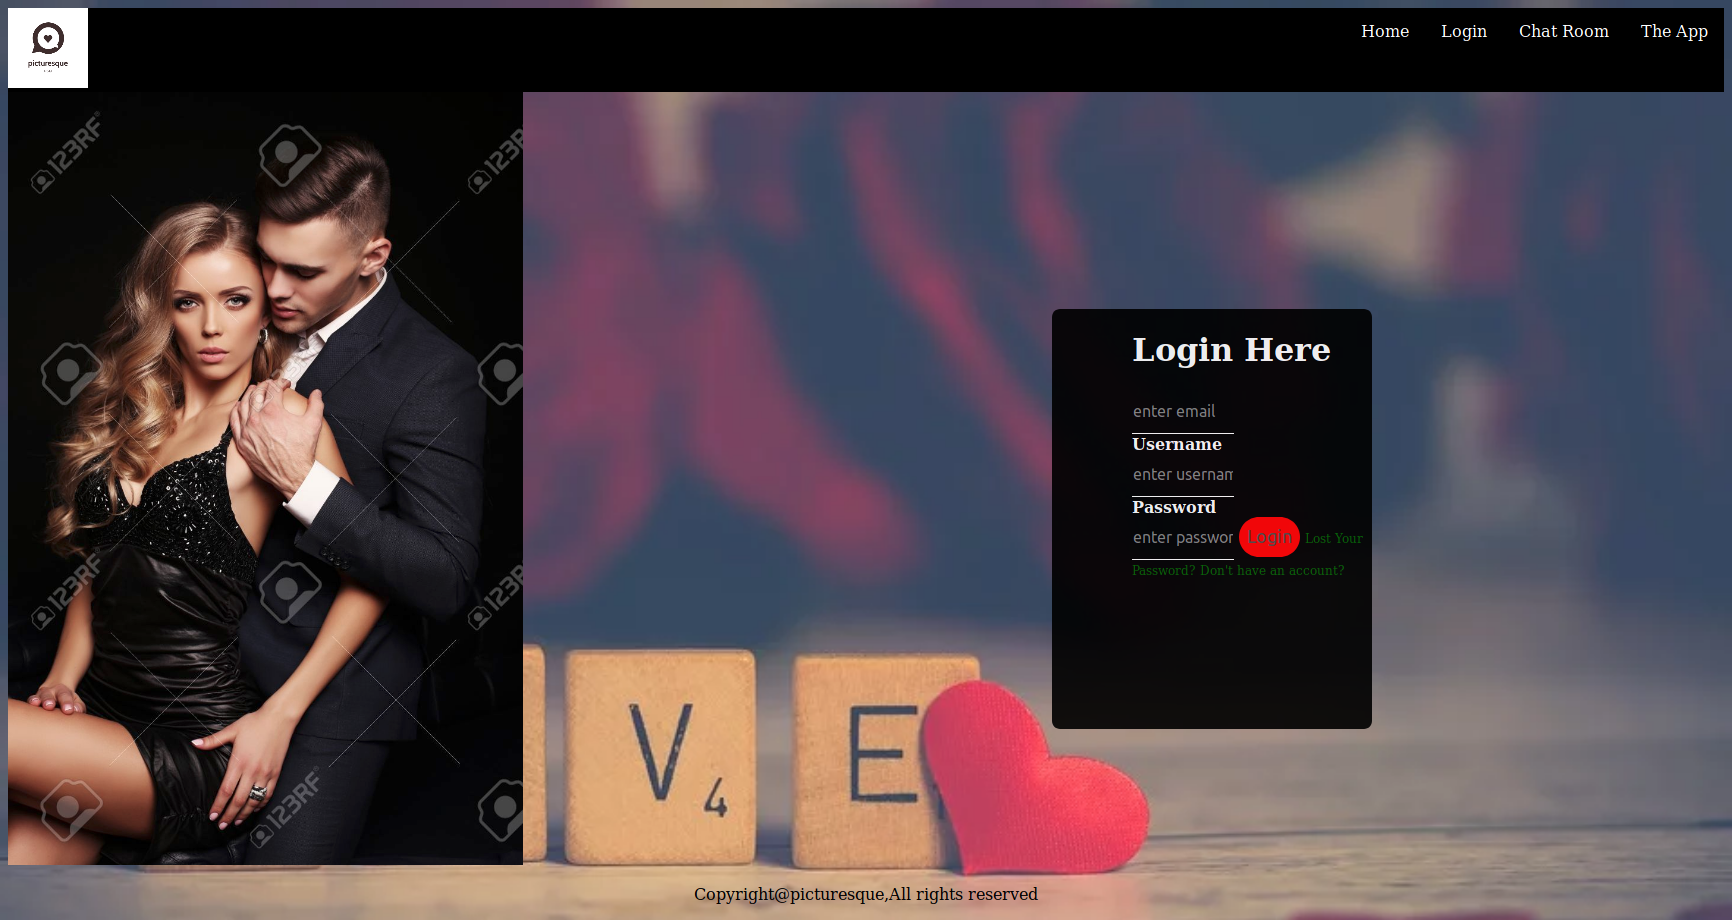 picturesque
Home Login Chat Room The App
123RF 123RF
Login Here
enter email
Username
enter usernam
Password
enter passwor Login Lost Your
Password? Don't have an account?
123RF 123RF
V4 E
123RF
Copyright@picturesque,All rights reserved